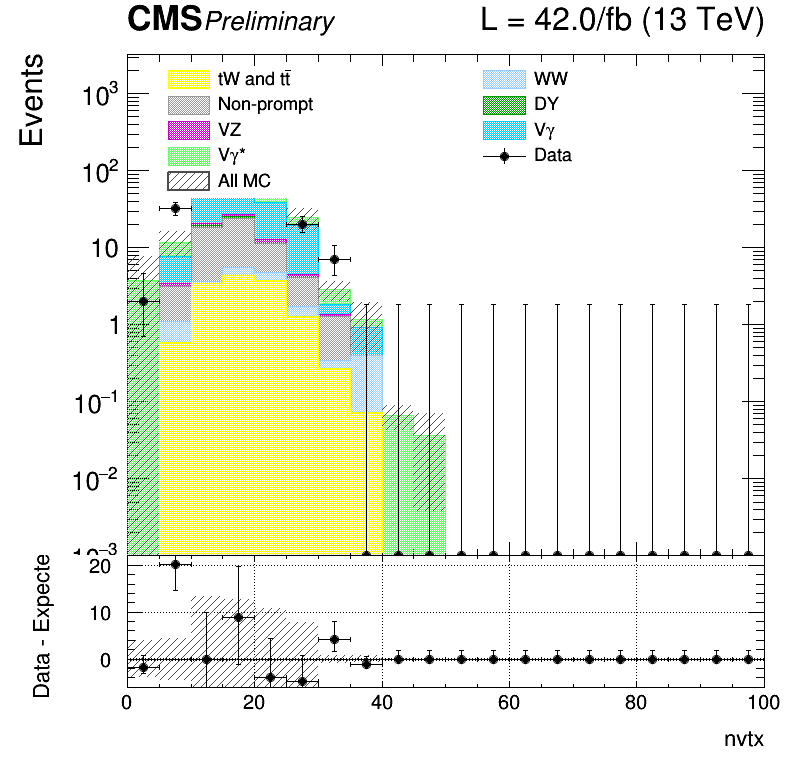 CMS Preliminary L = 42.0/fb (13 TeV)
Events
tW and tt̄ WW
Non-prompt DY
VZ Vγ
Vγ* Data
All MC
10³
10²
10
1
10⁻¹
10⁻²
10⁻³
Data - Expecte
20
10
0
0 20 40 60 80 100
nvtx